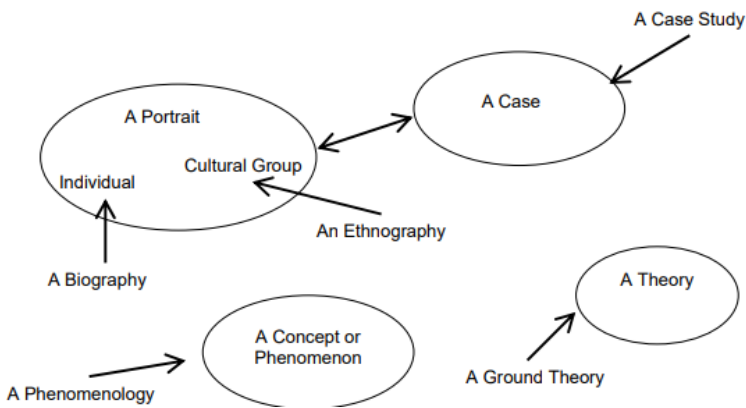 A Case Study
A Case
A Portrait
Cultural Group
Individual
An Ethnography
A Biography
A Theory
A Concept or
Phenomenon
A Phenomenology
A Ground Theory